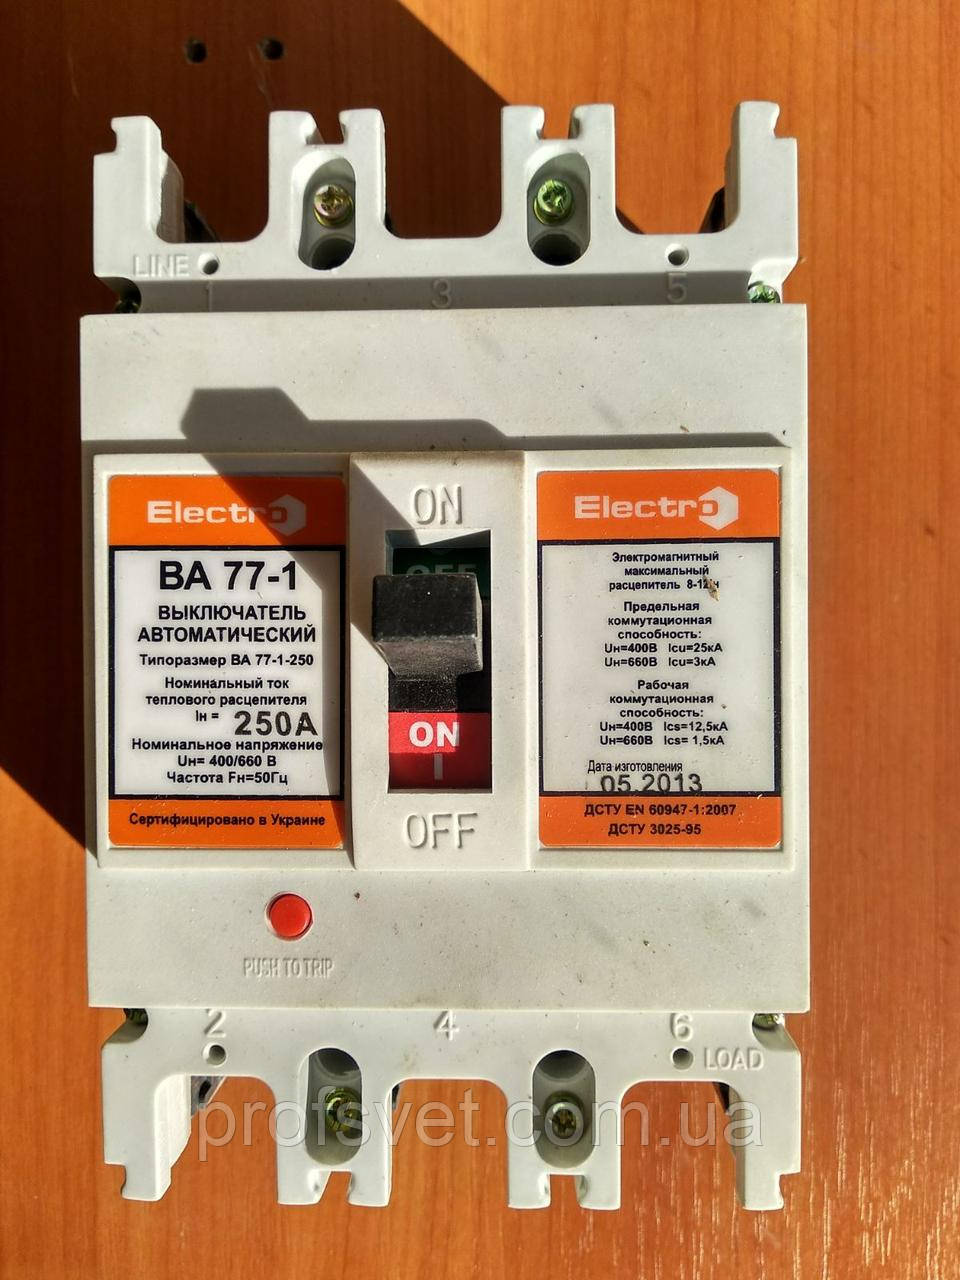 LINE
1 3 5
Electro
ВА 77-1
ВЫКЛЮЧАТЕЛЬ
АВТОМАТИЧЕСКИЙ
Типоразмер ВА 77-1-250
Номинальный ток
теплового расцепителя
Iн = 250А
Номинальное напряжение
Uн= 400/660 В
Частота Fн=50Гц
Сертифицировано в Украине
ON
OFF
ON
I
OFF
Electro
Электромагнитный
максимальный
расцепитель 8-12Iн
Предельная
коммутационная
способность:
Uн=400В Icu=25кА
Uн=660В Icu=3кА
Рабочая
коммутационная
способность:
Uн=400В Ics=12,5кА
Uн=660В Ics= 1,5кА
Дата изготовления
05.2013
ДСТУ EN 60947-1:2007
ДСТУ 3025-95
PUSH TO TRIP
2 4 6
LOAD
profsvet.com.ua